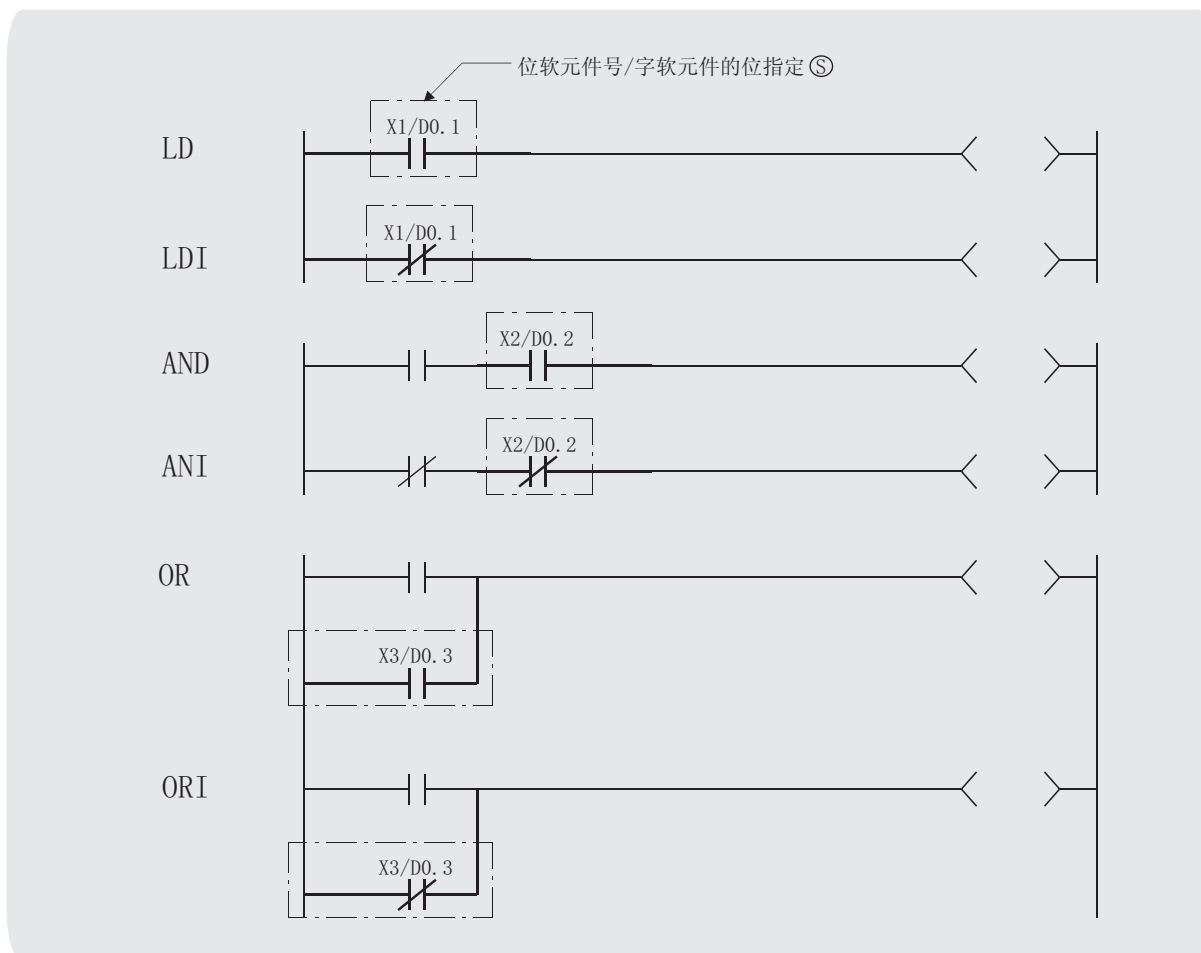 位软元件号/字软元件的位指定 Ⓢ
X1/D0.1
LD
X1/D0.1
LDI
X2/D0.2
AND
X2/D0.2
ANI
OR
X3/D0.3
ORI
X3/D0.3